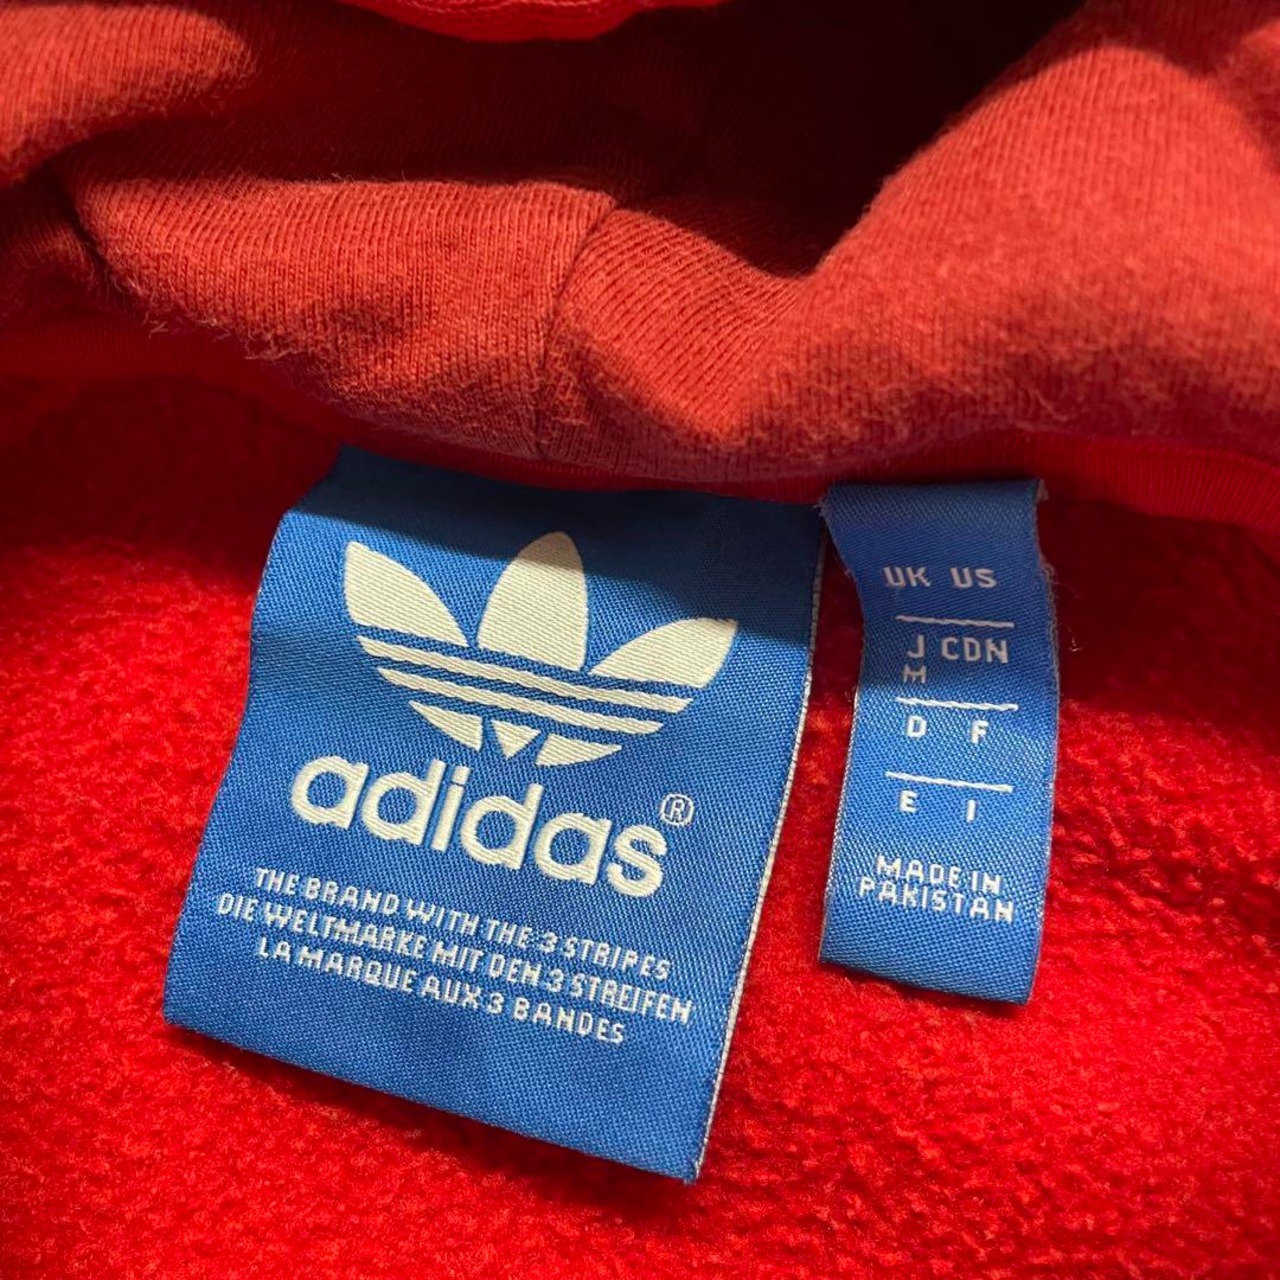 adidas®
THE BRAND WITH THE 3 STRIPES
DIE WELTMARKE MIT DEN 3 STREIFEN
LA MARQUE AUX 3 BANDES
UK US
J CDN
M
D F
E I
MADE IN
PAKISTAN